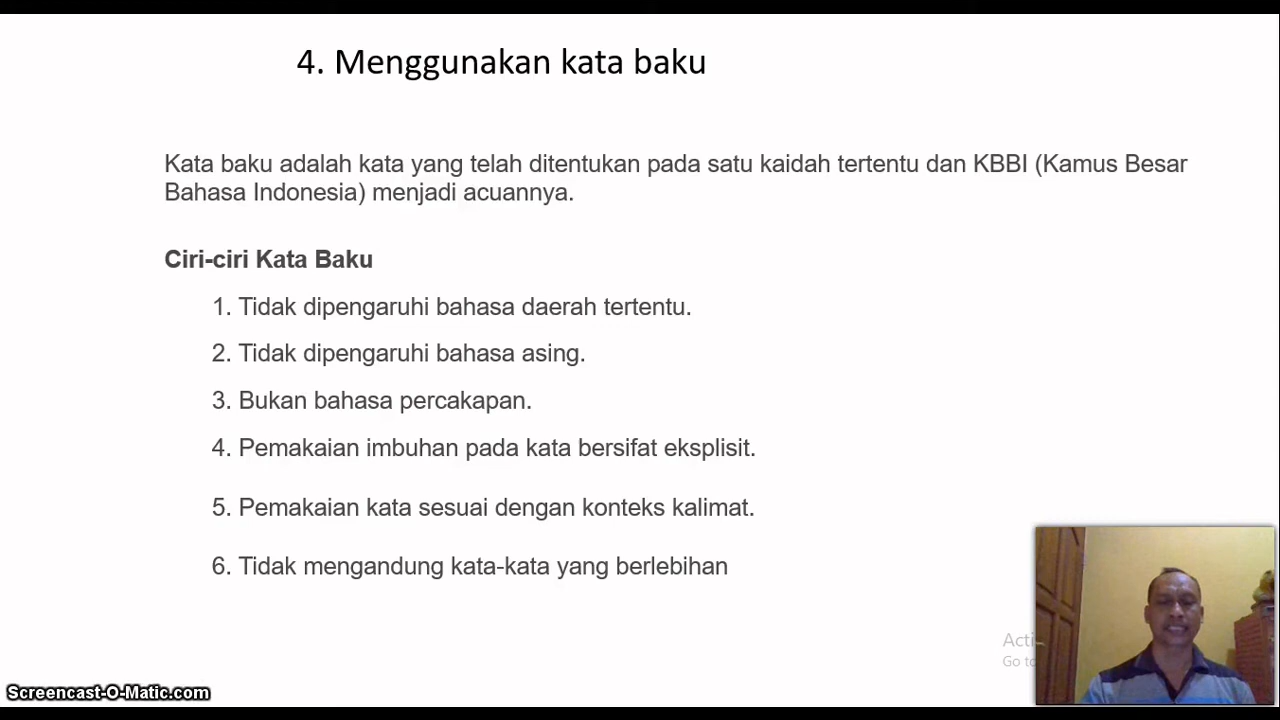 4. Menggunakan kata baku
Kata baku adalah kata yang telah ditentukan pada satu kaidah tertentu dan KBBI (Kamus Besar
Bahasa Indonesia) menjadi acuannya.
Ciri-ciri Kata Baku
1. Tidak dipengaruhi bahasa daerah tertentu.
2. Tidak dipengaruhi bahasa asing.
3. Bukan bahasa percakapan.
4. Pemakaian imbuhan pada kata bersifat eksplisit.
5. Pemakaian kata sesuai dengan konteks kalimat.
6. Tidak mengandung kata-kata yang berlebihan
Acti
Go to
Screencast-O-Matic.com